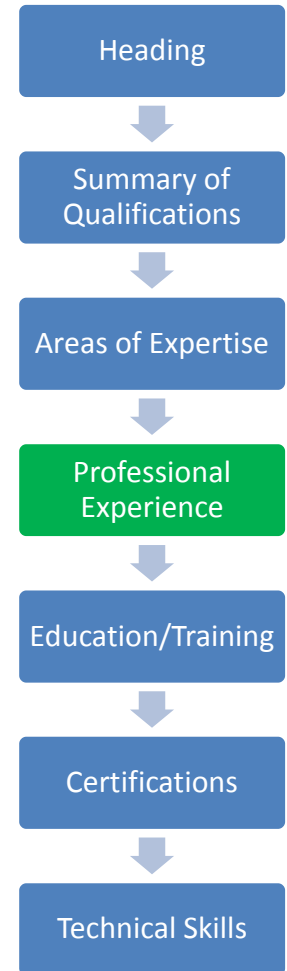 Heading
Summary of
Qualifications
Areas of Expertise
Professional
Experience
Education/Training
Certifications
Technical Skills